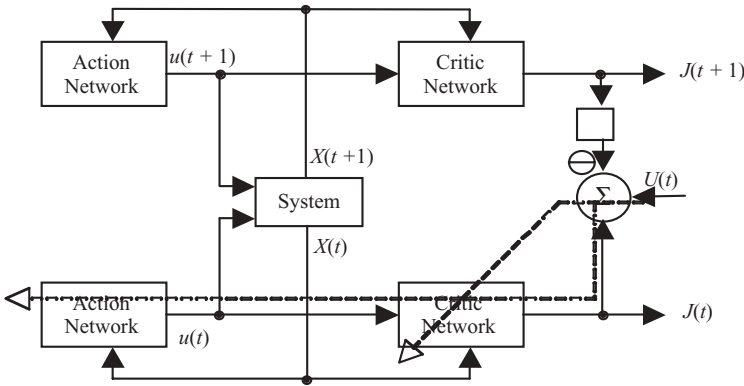 Action
Network
u(t + 1)
Critic
Network
J(t + 1)
X(t +1)
System
Σ
U(t)
X(t)
Action
Network
u(t)
Critic
Network
J(t)